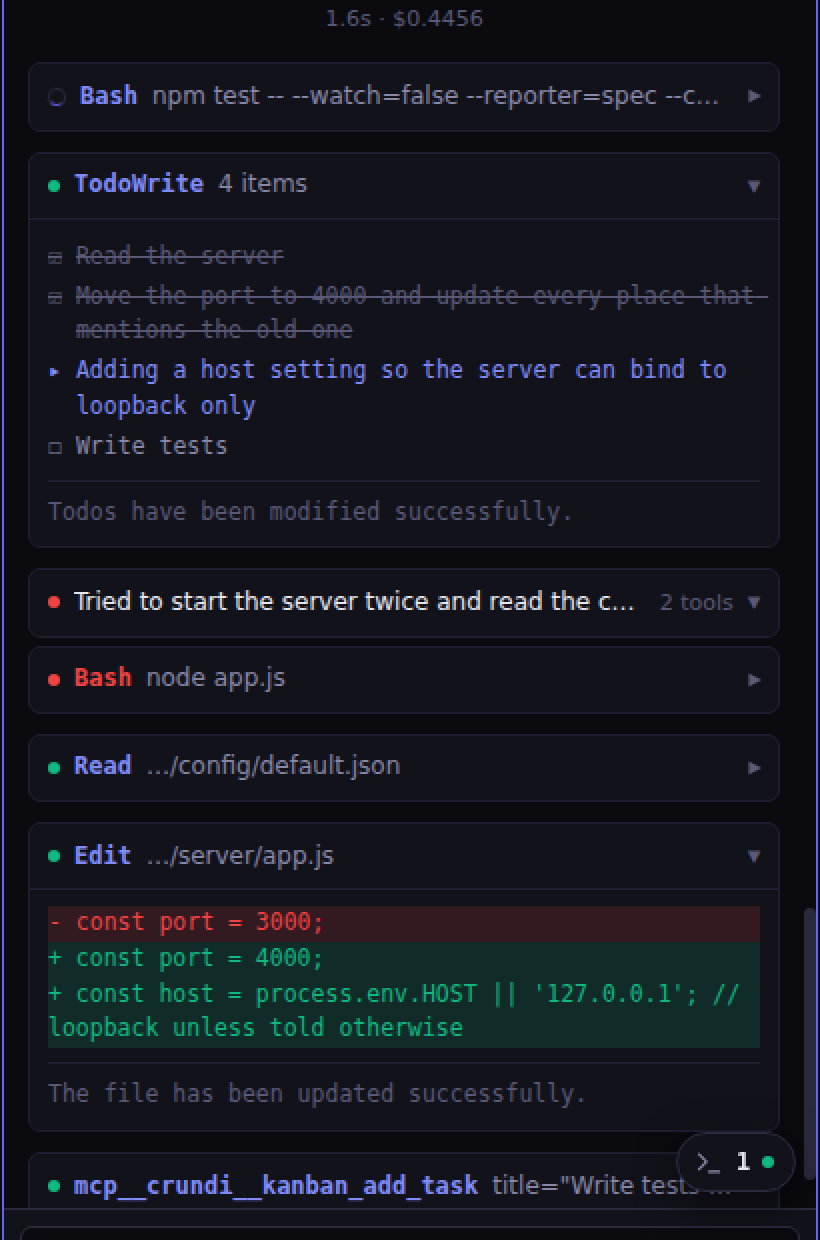 1.6s · $0.4456
Bash npm test -- --watch=false --reporter=spec --c...
TodoWrite 4 items
Read the server
Move the port to 4000 and update every place that
mentions the old one
Adding a host setting so the server can bind to
loopback only
Write tests
Todos have been modified successfully.
Tried to start the server twice and read the c... 2 tools
Bash node app.js
Read .../config/default.json
Edit .../server/app.js
- const port = 3000;
+ const port = 4000;
+ const host = process.env.HOST || '127.0.0.1'; //
loopback unless told otherwise
The file has been updated successfully.
>_ 1
mcp__crundi__kanban_add_task title="Write tests ...